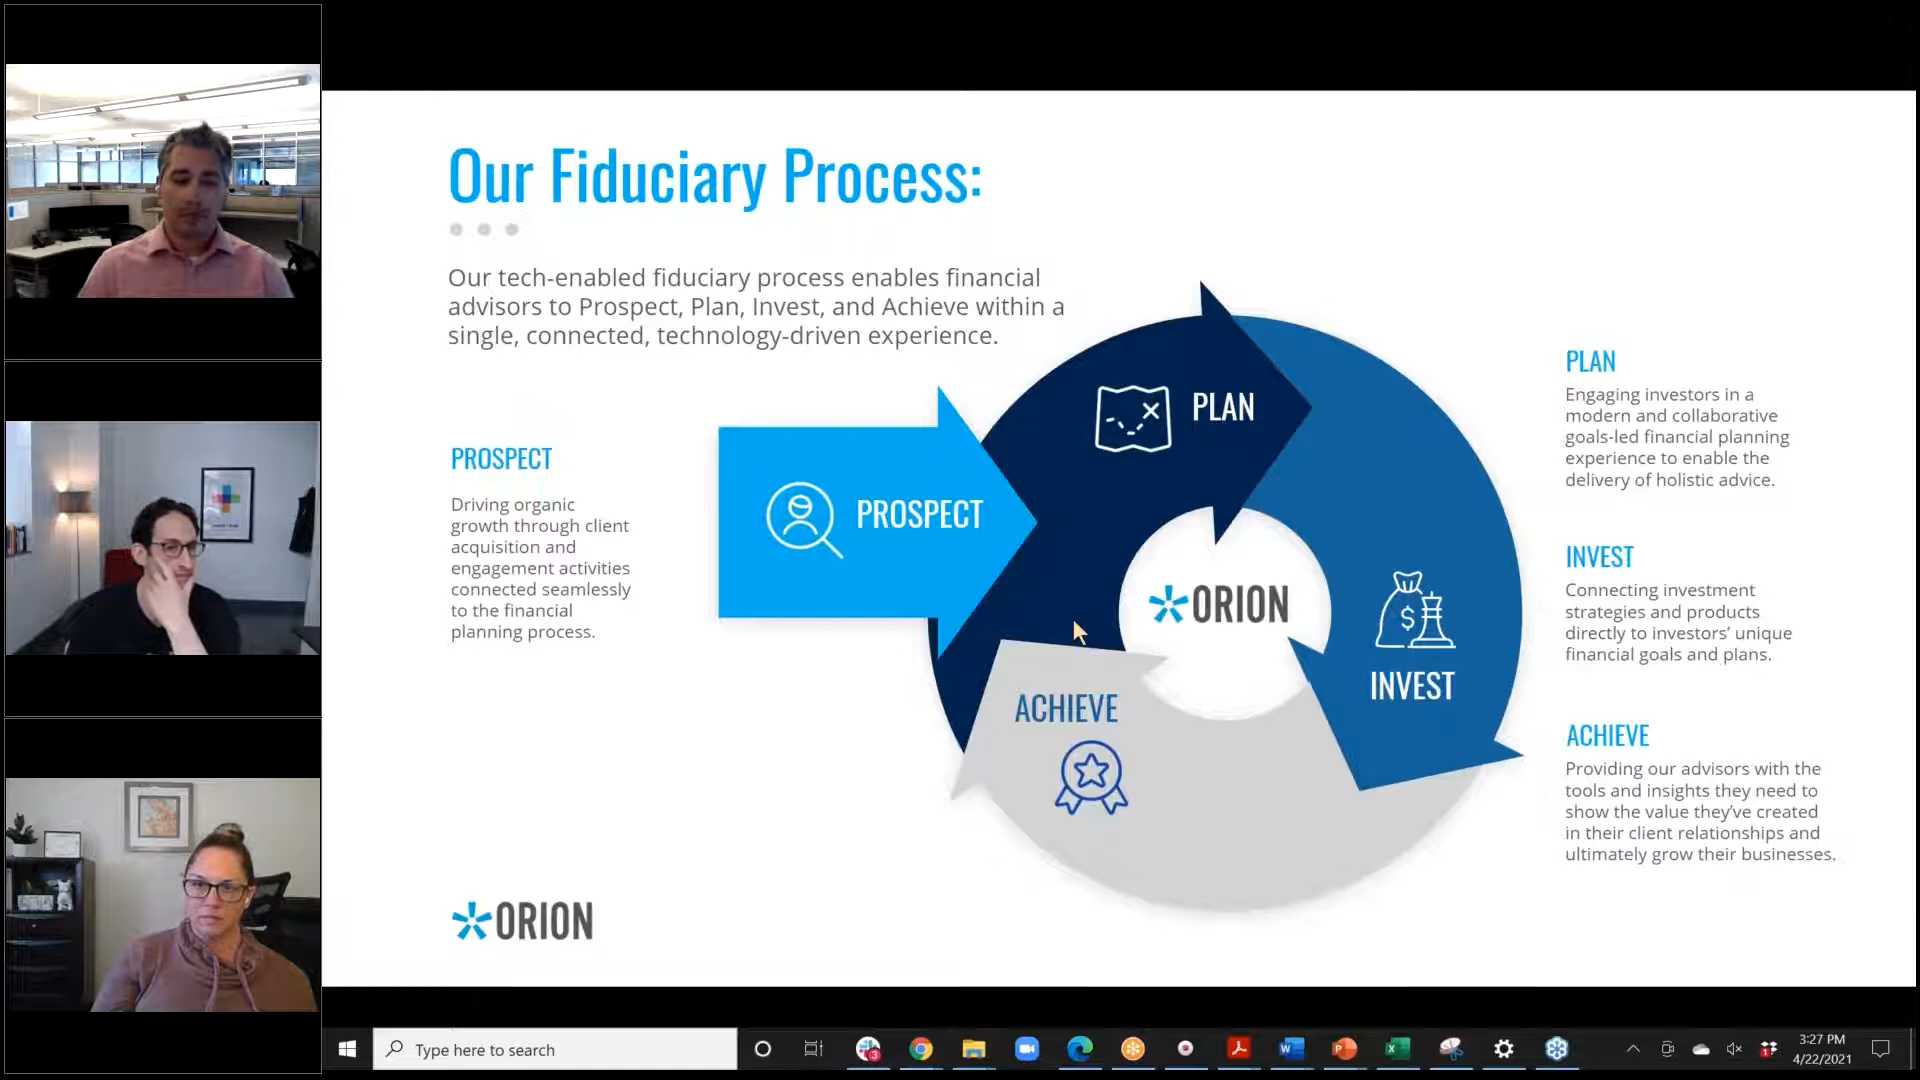 Our Fiduciary Process:
Our tech-enabled fiduciary process enables financial
advisors to Prospect, Plan, Invest, and Achieve within a
single, connected, technology-driven experience.
PROSPECT
Driving organic
growth through client
acquisition and
engagement activities
connected seamlessly
to the financial
planning process.
PROSPECT
PLAN
INVEST
ACHIEVE
ORION
PLAN
Engaging investors in a
modern and collaborative
goals-led financial planning
experience to enable the
delivery of holistic advice.
INVEST
Connecting investment
strategies and products
directly to investors' unique
financial goals and plans.
ACHIEVE
Providing our advisors with the
tools and insights they need to
show the value they've created
in their client relationships and
ultimately grow their businesses.
ORION
Type here to search
3:27 PM
4/22/2021